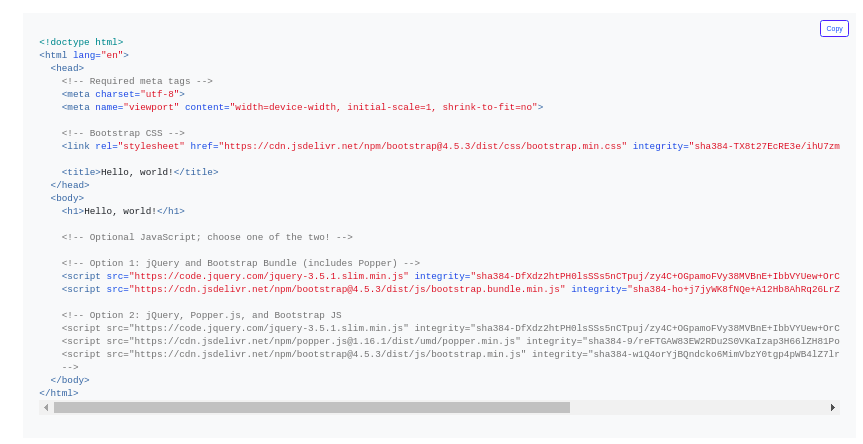 Copy
<!doctype html>
<html lang="en">
<head>
<!-- Required meta tags -->
<meta charset="utf-8">
<meta name="viewport" content="width=device-width, initial-scale=1, shrink-to-fit=no">
<!-- Bootstrap CSS -->
<link rel="stylesheet" href="https://cdn.jsdelivr.net/npm/bootstrap@4.5.3/dist/css/bootstrap.min.css" integrity="sha384-TX8t27EcRE3e/ihU7zm
<title>Hello, world!</title>
</head>
<body>
<h1>Hello, world!</h1>
<!-- Optional JavaScript; choose one of the two! -->
<!-- Option 1: jQuery and Bootstrap Bundle (includes Popper) -->
<script src="https://code.jquery.com/jquery-3.5.1.slim.min.js" integrity="sha384-DfXdz2htPH0lsSSs5nCTpuj/zy4C+OGpamoFVy38MVBnE+IbbVYUew+OrC
<script src="https://cdn.jsdelivr.net/npm/bootstrap@4.5.3/dist/js/bootstrap.bundle.min.js" integrity="sha384-ho+j7jyWK8fNQe+A12Hb8AhRq26LrZ
<!-- Option 2: jQuery, Popper.js, and Bootstrap JS
<script src="https://code.jquery.com/jquery-3.5.1.slim.min.js" integrity="sha384-DfXdz2htPH0lsSSs5nCTpuj/zy4C+OGpamoFVy38MVBnE+IbbVYUew+OrC
<script src="https://cdn.jsdelivr.net/npm/popper.js@1.16.1/dist/umd/popper.min.js" integrity="sha384-9/reFTGAW83EW2RDu2S0VKaIzap3H66lZH81Po
<script src="https://cdn.jsdelivr.net/npm/bootstrap@4.5.3/dist/js/bootstrap.min.js" integrity="sha384-w1Q4orYjBQndcko6MimVbzY0tgp4pWB4lZ7lr
-->
</body>
</html>